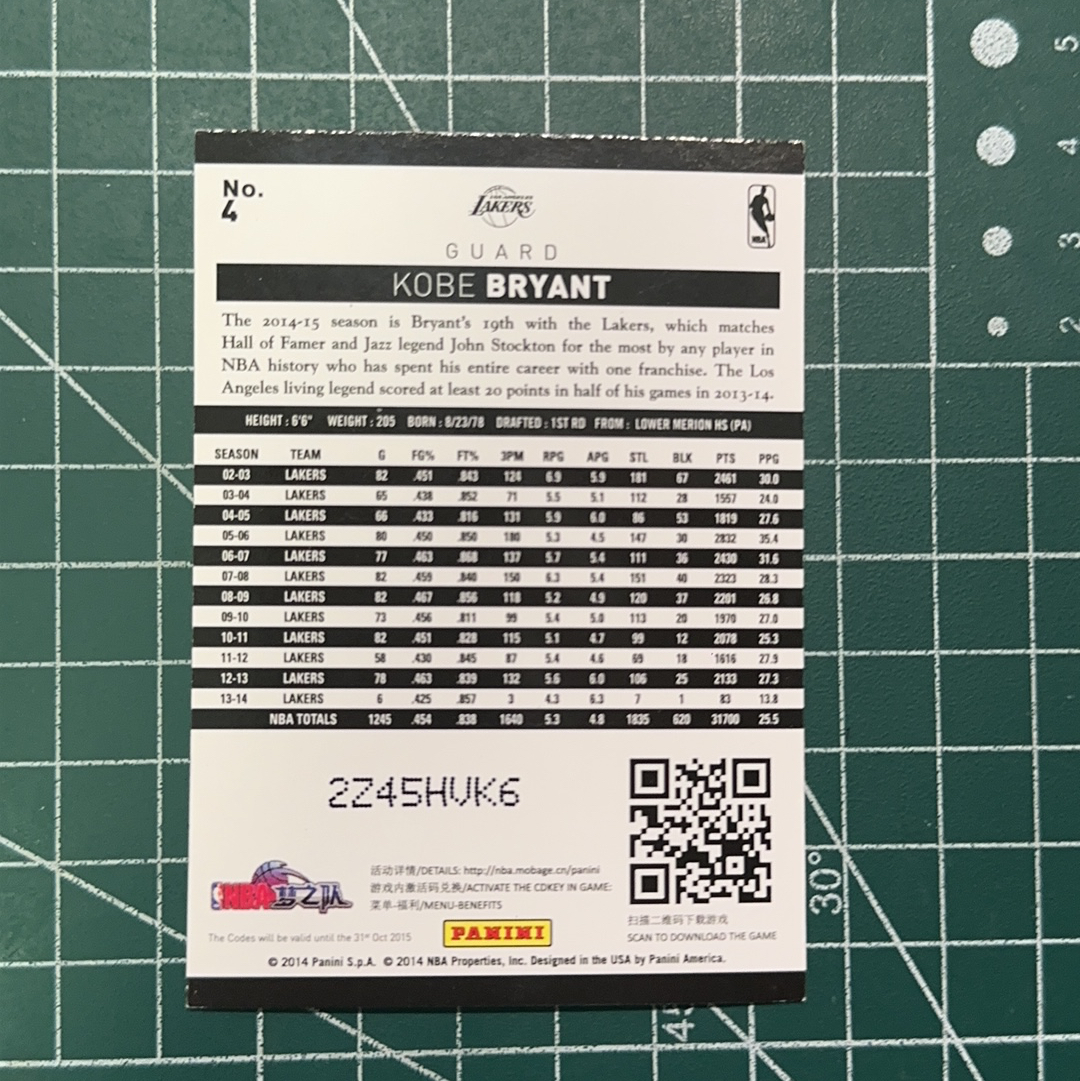 No.
4
LOS ANGELES
LAKERS
NBA
GUARD
KOBE BRYANT
The 2014-15 season is Bryant's 19th with the Lakers, which matches
Hall of Famer and Jazz legend John Stockton for the most by any player in
NBA history who has spent his entire career with one franchise. The Los
Angeles living legend scored at least 20 points in half of his games in 2013-14.
HEIGHT : 6'6" WEIGHT : 205 BORN : 8/23/78 DRAFTED : 1ST RD FROM : LOWER MERION HS (PA)
SEASON TEAM G FG% FT% 3PM RPG APG STL BLK PTS PPG
02-03 LAKERS 82 .451 .843 124 6.9 5.9 181 67 2461 30.0
03-04 LAKERS 65 .438 .852 71 5.5 5.1 112 28 1557 24.0
04-05 LAKERS 66 .433 .816 131 5.9 6.0 86 53 1819 27.6
05-06 LAKERS 80 .450 .850 180 5.3 4.5 147 30 2832 35.4
06-07 LAKERS 77 .463 .868 137 5.7 5.4 111 36 2430 31.6
07-08 LAKERS 82 .459 .840 150 6.3 5.4 151 40 2323 28.3
08-09 LAKERS 82 .467 .856 118 5.2 4.9 120 37 2201 26.8
09-10 LAKERS 73 .456 .811 99 5.4 5.0 113 20 1970 27.0
10-11 LAKERS 82 .451 .828 115 5.1 4.7 99 12 2078 25.3
11-12 LAKERS 58 .430 .845 87 5.4 4.6 69 18 1616 27.9
12-13 LAKERS 78 .463 .839 132 5.6 6.0 106 25 2133 27.3
13-14 LAKERS 6 .425 .857 3 4.3 6.3 7 1 83 13.8
NBA TOTALS 1245 .454 .838 1640 5.3 4.8 1835 620 31700 25.5
2Z45HVK6
NBA梦之队
活动详情/DETAILS: http://nba.mobage.cn/panini
游戏内激活码兑换/ACTIVATE THE CDKEY IN GAME:
菜单-福利/MENU-BENEFITS
扫描二维码下载游戏
SCAN TO DOWNLOAD THE GAME
The Codes will be valid until the 31st Oct 2015
PANINI
© 2014 Panini S.p.A. © 2014 NBA Properties, Inc. Designed in the USA by Panini America.
5
4
3
2
30°
45